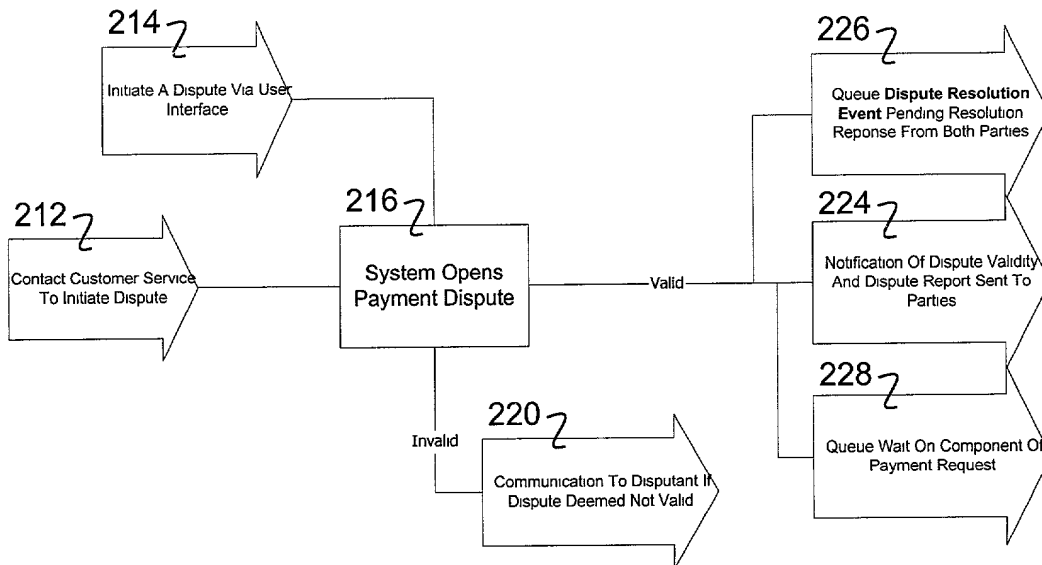 214
Initiate A Dispute Via User
Interface
212
Contact Customer Service
To Initiate Dispute
216
System Opens
Payment Dispute
Valid
Invalid
220
Communication To Disputant If
Dispute Deemed Not Valid
226
Queue Dispute Resolution
Event Pending Resolution
Reponse From Both Parties
224
Notification Of Dispute Validity
And Dispute Report Sent To
Parties
228
Queue Wait On Component Of
Payment Request